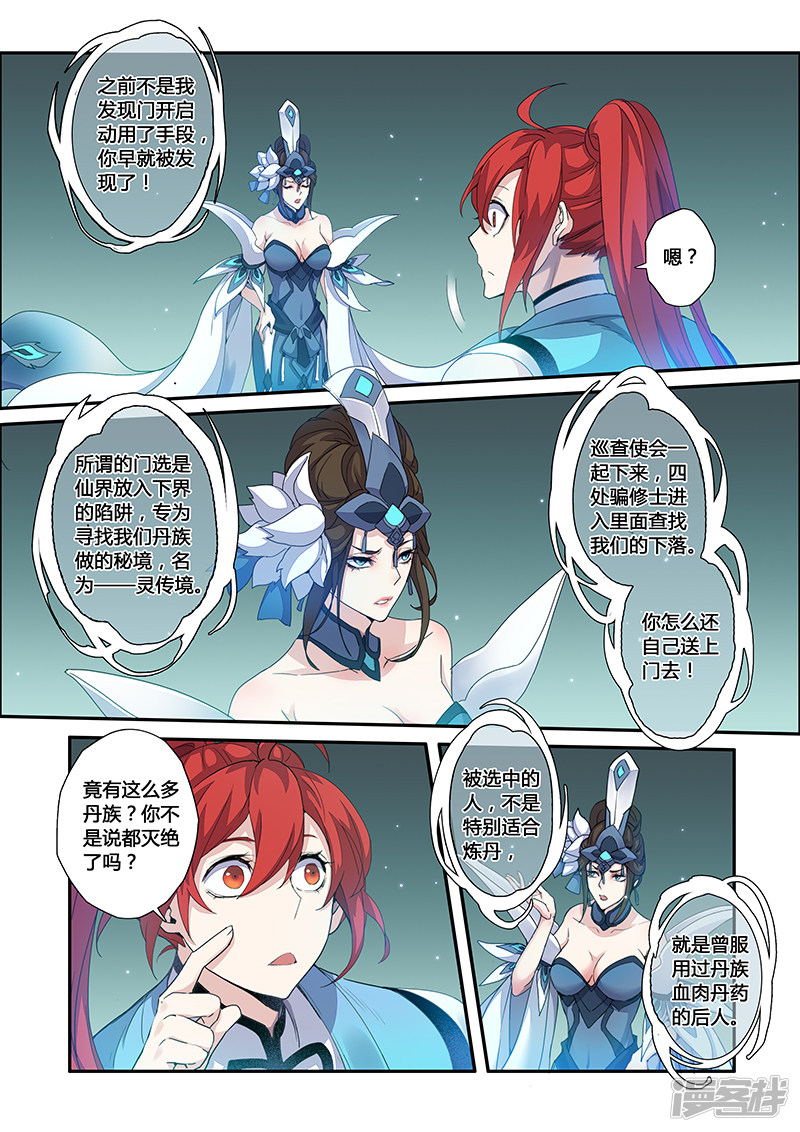 之前不是我
发现门开启
动用了手段，
你早就被发
现了！
嗯？
所谓的门选是
仙界放入下界
的陷阱，专为
寻找我们丹族
做的秘境，名
为——灵传境。
巡查使会一
起下来，四
处骗修士进
入里面查找
我们的下落。
你怎么还
自己送上
门去！
竟有这么多
丹族？你不
是说都灭绝
了吗？
被选中的
人，不是
特别适合
炼丹，
就是曾服
用过丹族
血肉丹药
的后人。
漫客栈